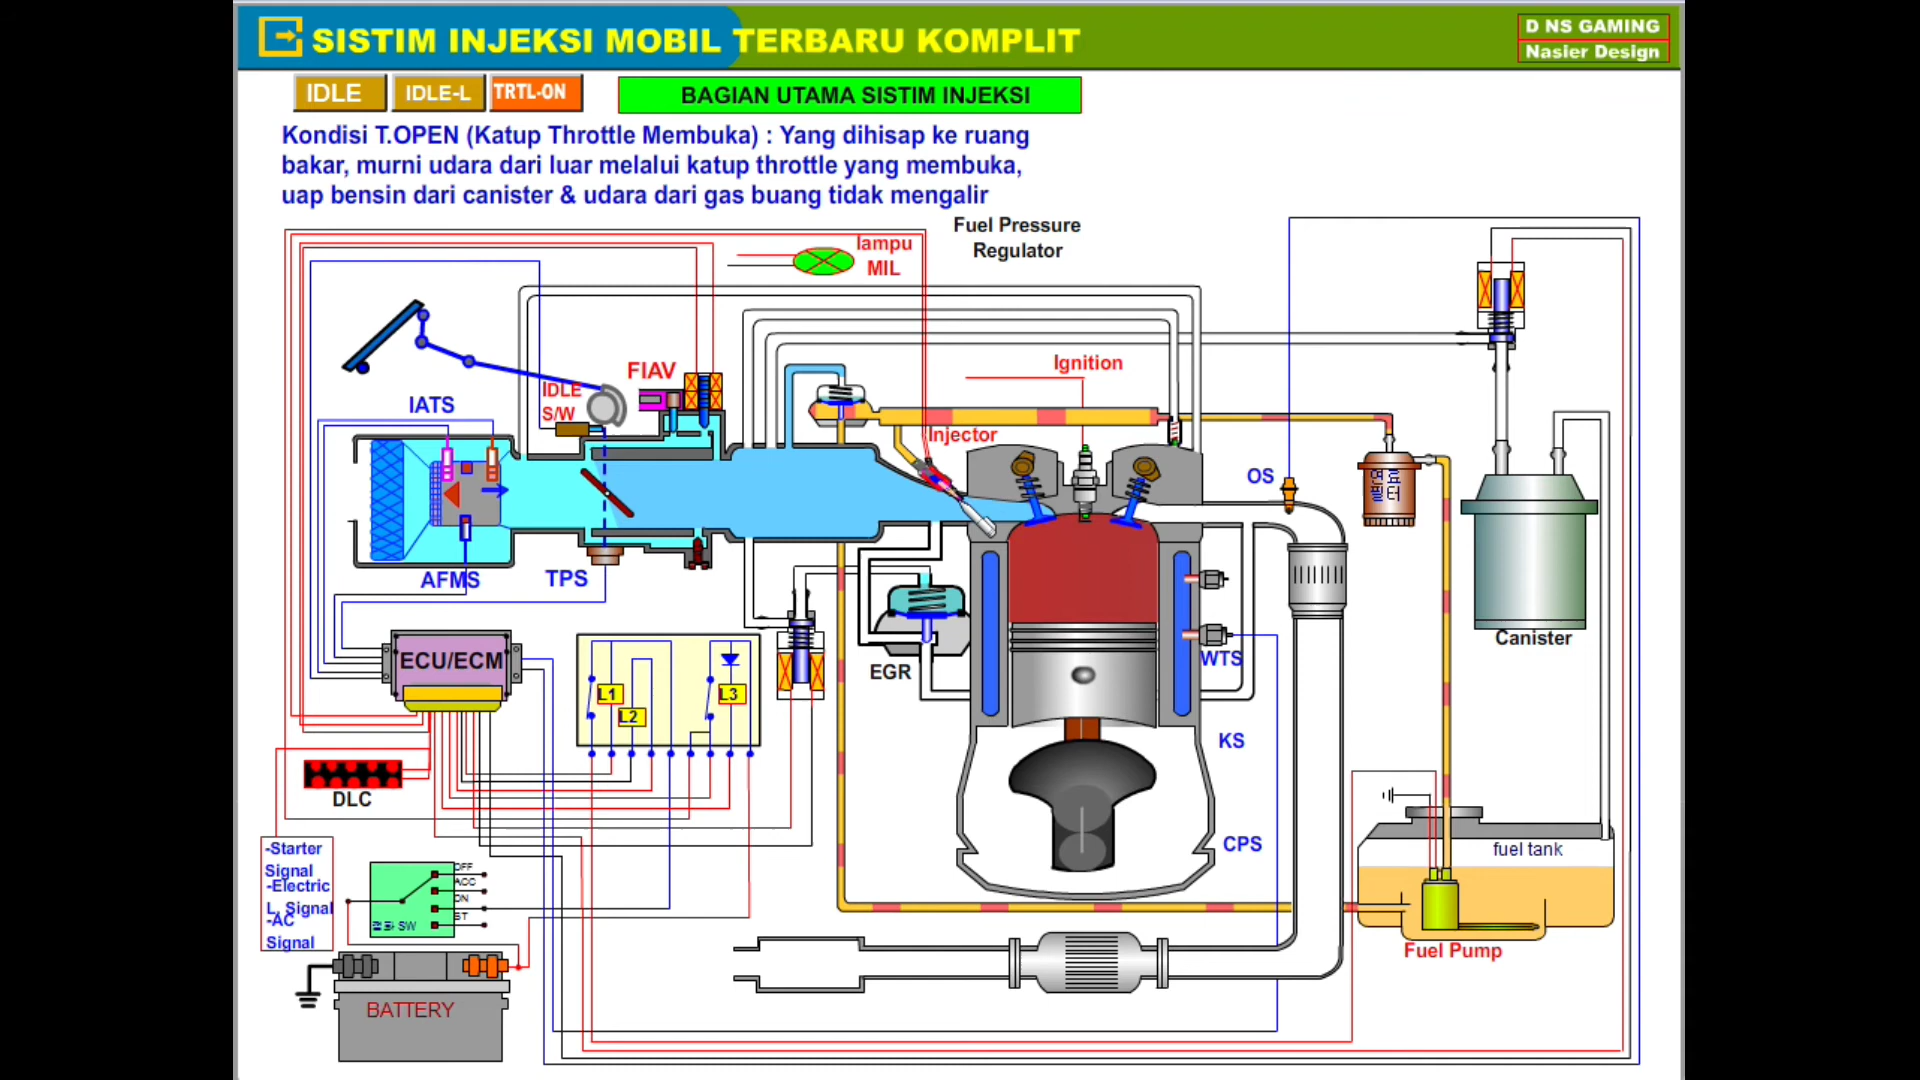 SISTIM INJEKSI MOBIL TERBARU KOMPLIT
D NS GAMING
Nasier Design
IDLE
IDLE-L
TRTL-ON
BAGIAN UTAMA SISTIM INJEKSI
Kondisi T.OPEN (Katup Throttle Membuka) : Yang dihisap ke ruang
bakar, murni udara dari luar melalui katup throttle yang membuka,
uap bensin dari canister & udara dari gas buang tidak mengalir
Fuel Pressure
Regulator
lampu
MIL
Ignition
FIAV
IDLE
S/W
IATS
Injector
OS
연료
필터
AFMS
TPS
Canister
ECU/ECM
EGR
WTS
L1
L2
L3
KS
DLC
CPS
-Starter
Signal
-Electric
L. Signal
-AC
Signal
OFF
ACC
ON
ST
SW
fuel tank
Fuel Pump
BATTERY